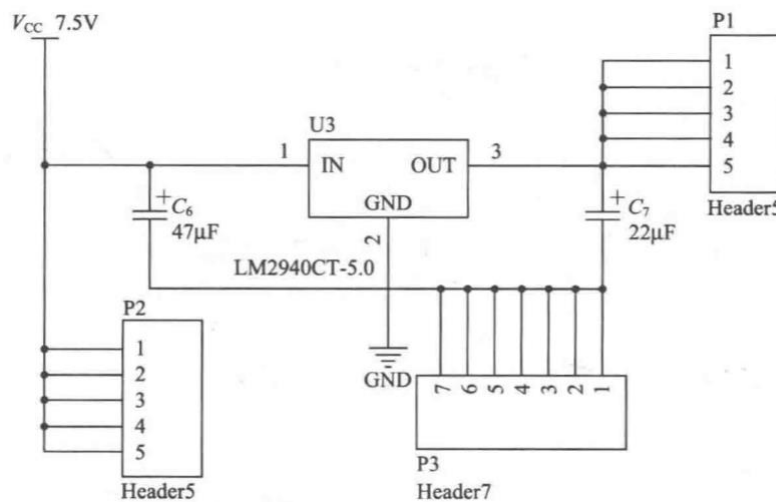 VCC 7.5V
P1
1
2
3
4
5
Header5
U3
1
IN
OUT
3
GND
2
+
C6
47μF
+
C7
22μF
LM2940CT-5.0
GND
P2
1
2
3
4
5
Header5
7
6
5
4
3
2
1
P3
Header7